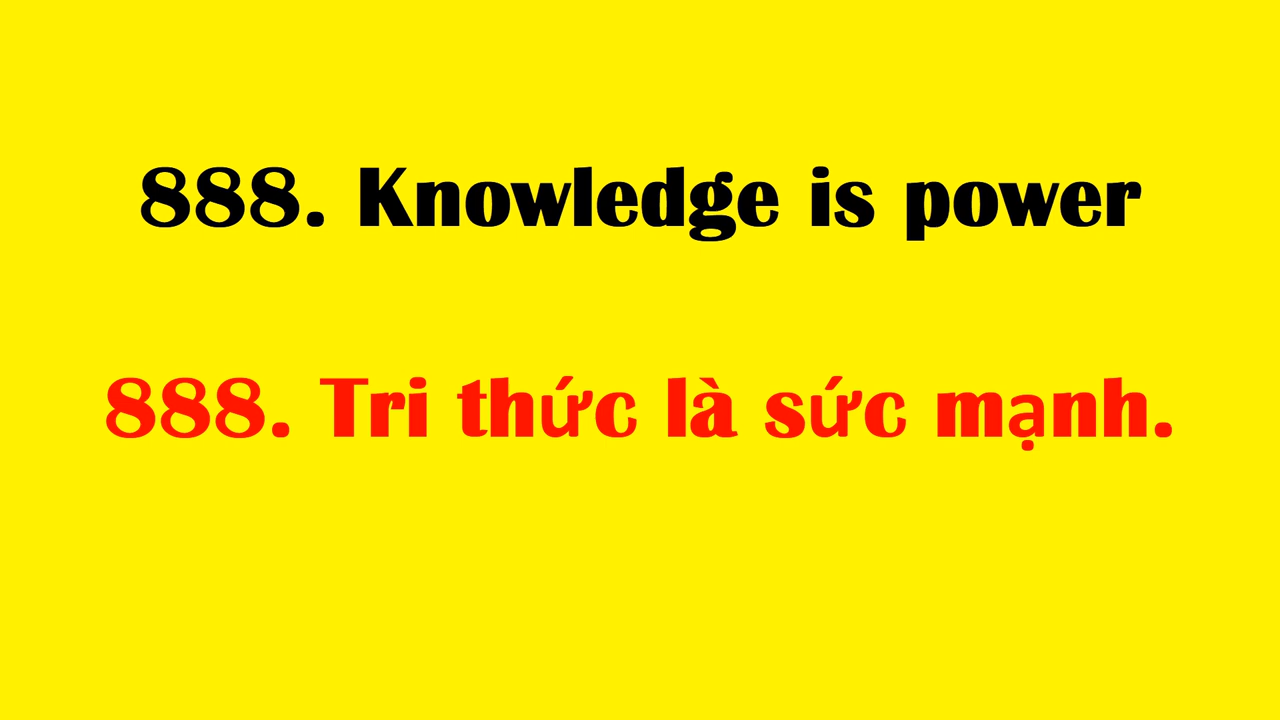 888. Knowledge is power
888. Tri thức là sức mạnh.